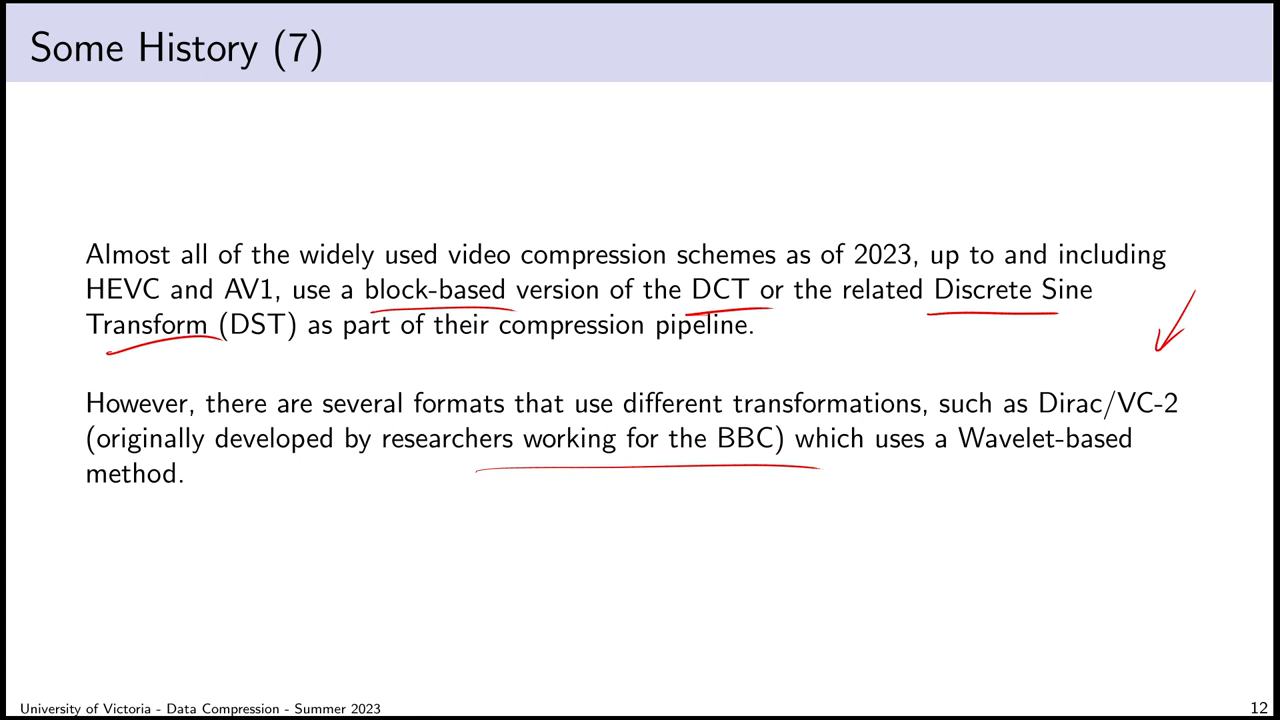 Some History (7)
Almost all of the widely used video compression schemes as of 2023, up to and including
HEVC and AV1, use a block-based version of the DCT or the related Discrete Sine
Transform (DST) as part of their compression pipeline.
However, there are several formats that use different transformations, such as Dirac/VC-2
(originally developed by researchers working for the BBC) which uses a Wavelet-based
method.
University of Victoria - Data Compression - Summer 2023
12